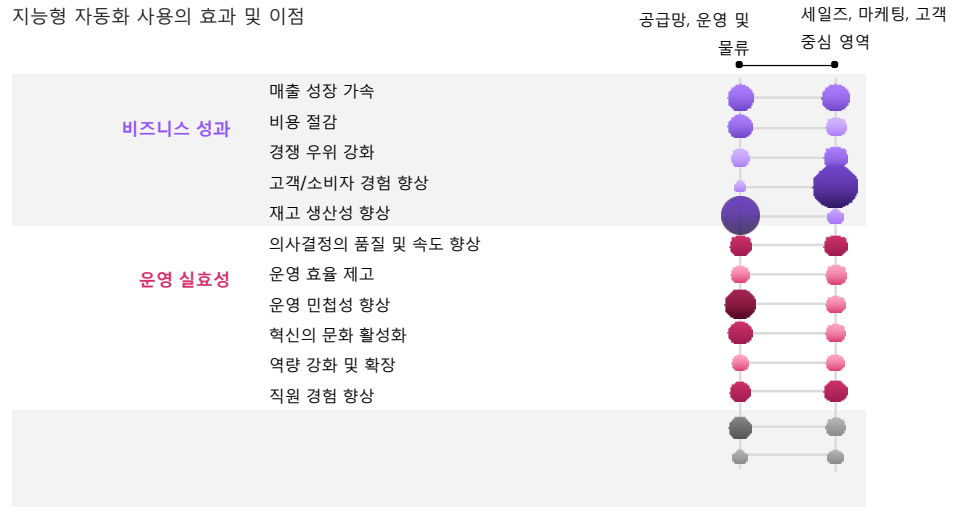 지능형 자동화 사용의 효과 및 이점
공급망, 운영 및
물류
세일즈, 마케팅, 고객
중심 영역
비즈니스 성과
매출 성장 가속
비용 절감
경쟁 우위 강화
고객/소비자 경험 향상
재고 생산성 향상
운영 실효성
의사결정의 품질 및 속도 향상
운영 효율 제고
운영 민첩성 향상
혁신의 문화 활성화
역량 강화 및 확장
직원 경험 향상